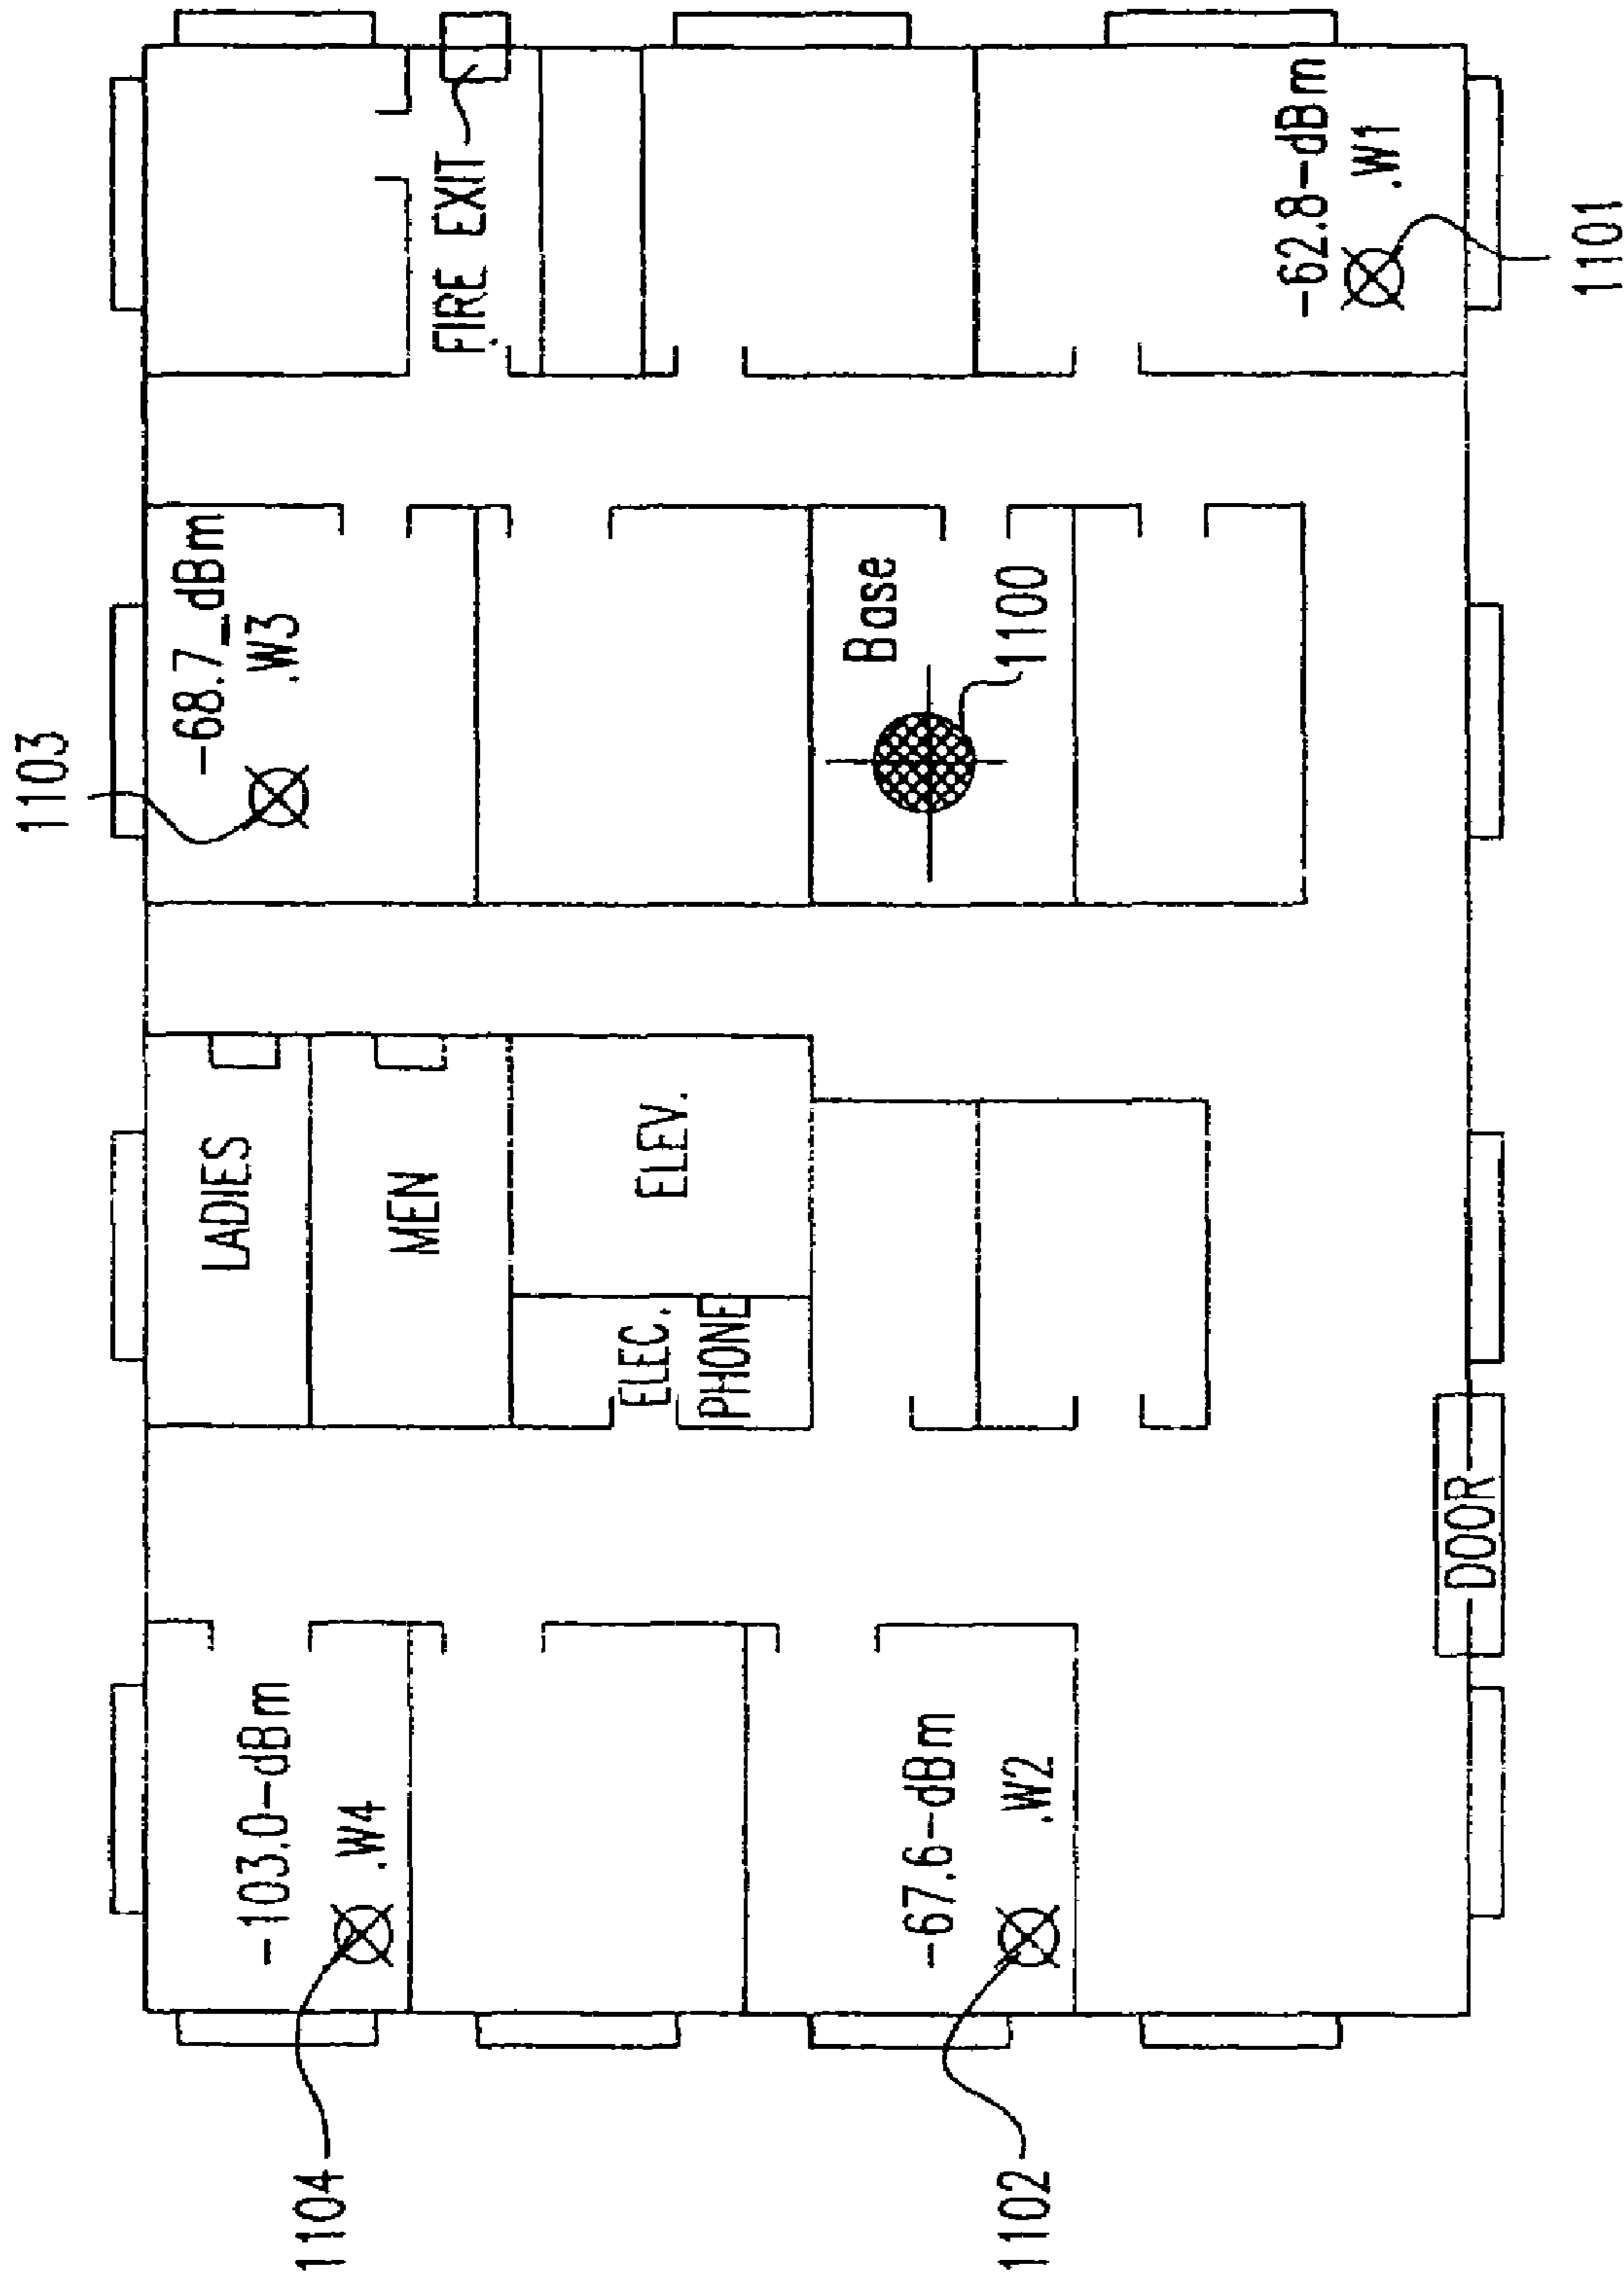 1103
-68.7_dBm
.W3
FIRE EXIT
LADIES
MEN
ELEV.
ELEC.
PHONE
Base
1100
-103.0-dBm
.W4
1104
-67.6-dBm
.W2
1102
-62.8-dBm
.W1
1101
DOOR